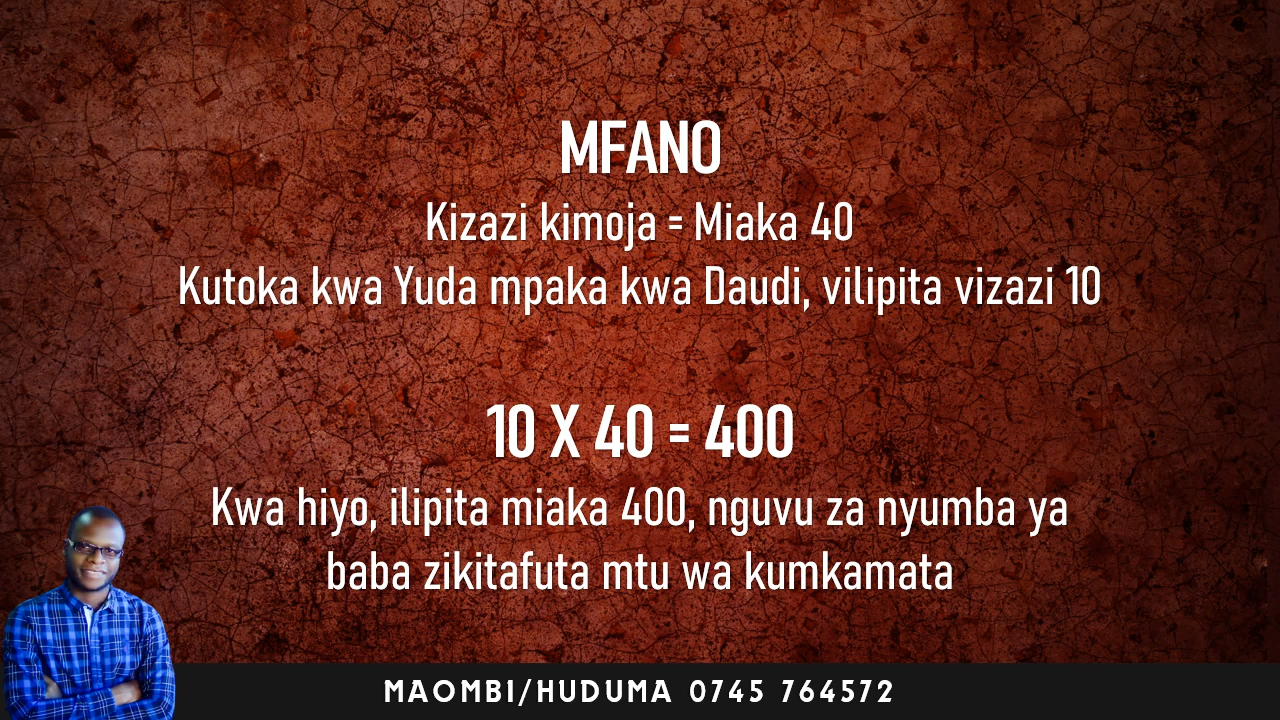 MFANO
Kizazi kimoja = Miaka 40
Kutoka kwa Yuda mpaka kwa Daudi, vilipita vizazi 10
10 X 40 = 400
Kwa hiyo, ilipita miaka 400, nguvu za nyumba ya
baba zikitafuta mtu wa kumkamata
MAOMBI/HUDUMA 0745 764572